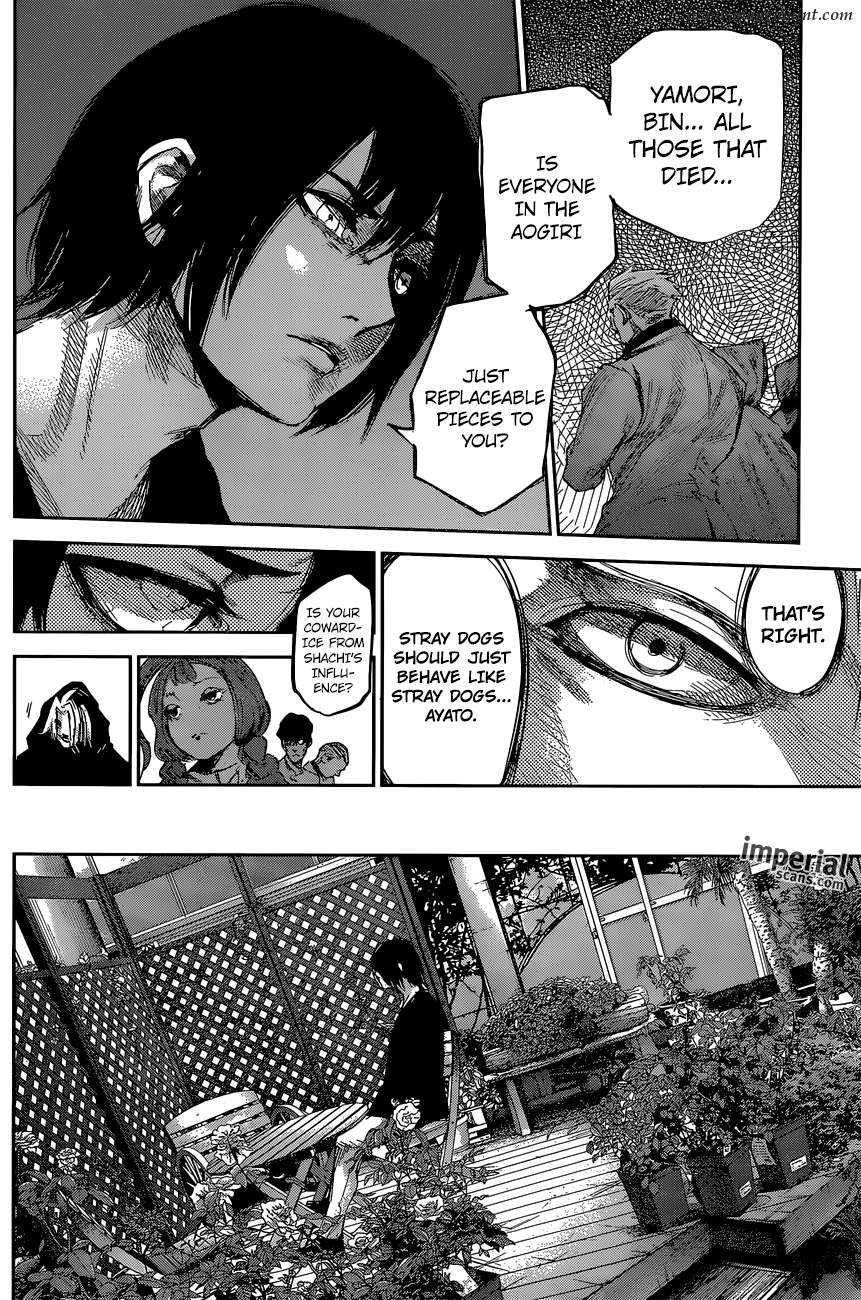 YAMORI,
BIN... ALL
THOSE THAT
DIED...
IS
EVERYONE
IN THE
AOGIRI
JUST
REPLACEABLE
PIECES TO
YOU?
THAT'S
RIGHT.
STRAY DOGS
SHOULD JUST
BEHAVE LIKE
STRAY DOGS...
AYATO.
IS YOUR
COWARD-
ICE FROM
SHACHI'S
INFLU-
ENCE?
imperial
scans.com